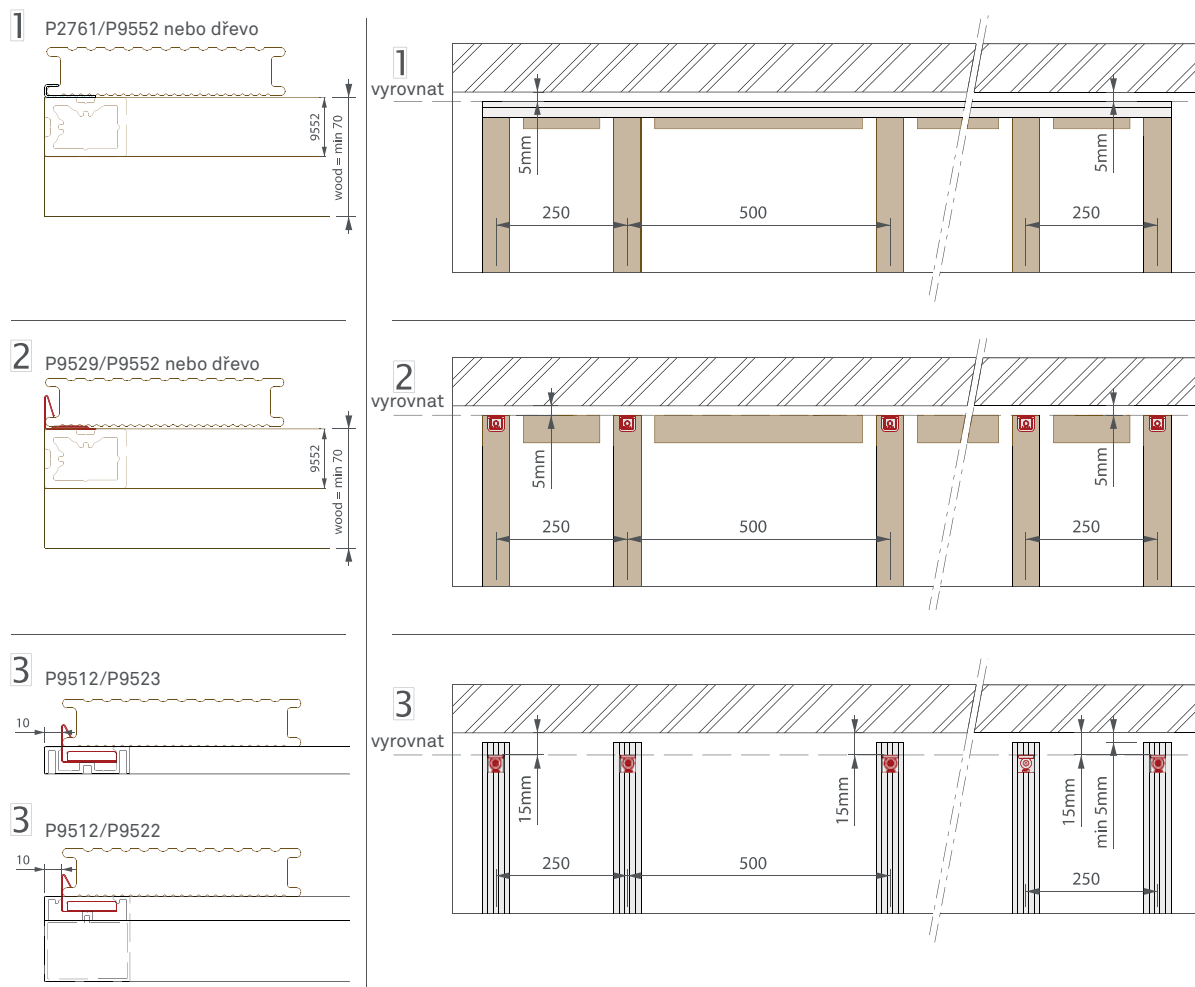 1
P2761/P9552 nebo dřevo
9552
wood = min 70
2
P9529/P9552 nebo dřevo
9552
wood = min 70
3
P9512/P9523
10
3
P9512/P9522
10
1
vyrovnat
5mm
5mm
250
500
250
2
vyrovnat
5mm
5mm
250
500
250
3
vyrovnat
15mm
15mm
15mm
min 5mm
250
500
250